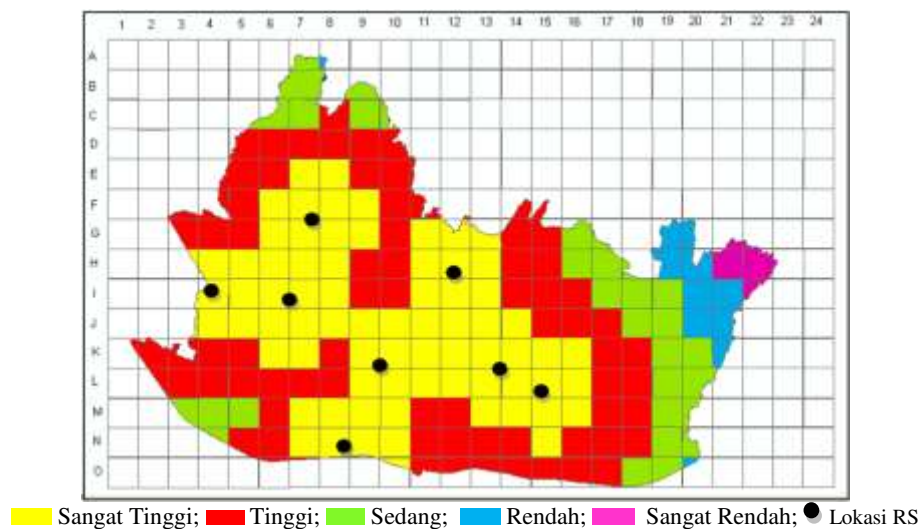 1 2 3 4 5 6 7 8 9 10 11 12 13 14 15 16 17 18 19 20 21 22 23 24
A
B
C
D
E
F
G
H
I
J
K
L
M
N
O
Sangat Tinggi; Tinggi; Sedang; Rendah; Sangat Rendah; Lokasi RS